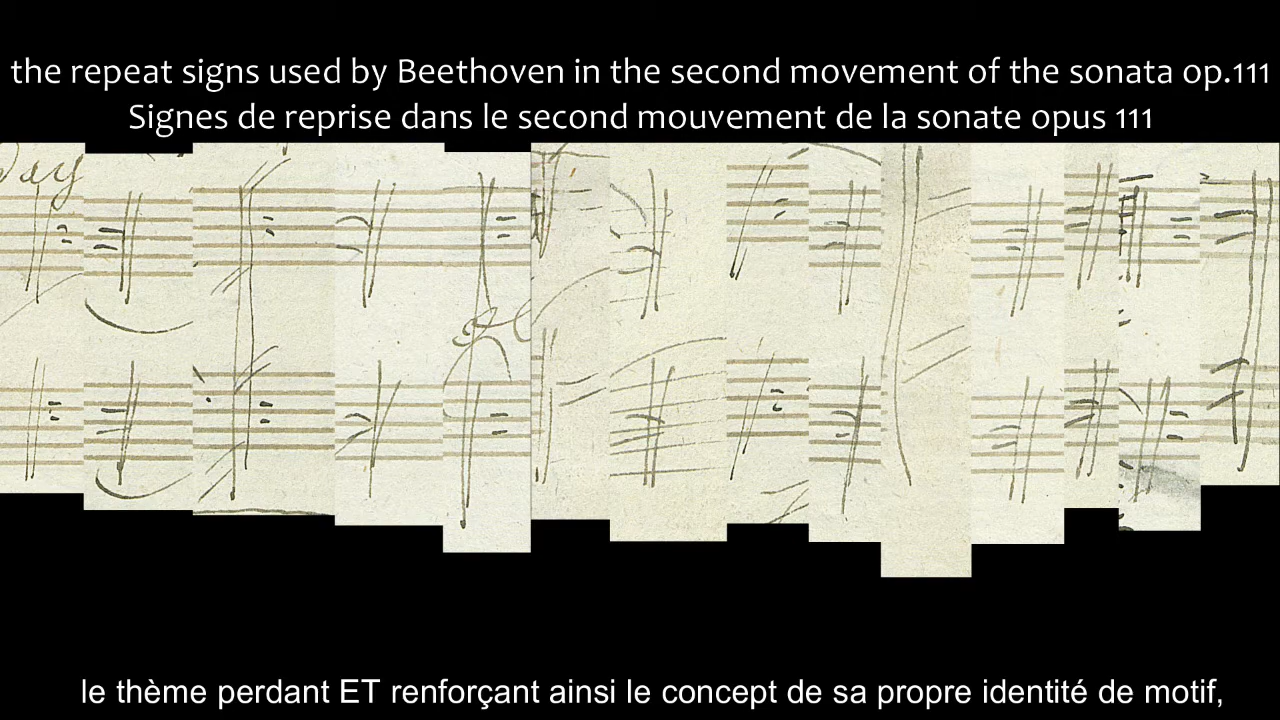 the repeat signs used by Beethoven in the second movement of the sonata op.111
Signes de reprise dans le second mouvement de la sonate opus 111
le thème perdant ET renforçant ainsi le concept de sa propre identité de motif,